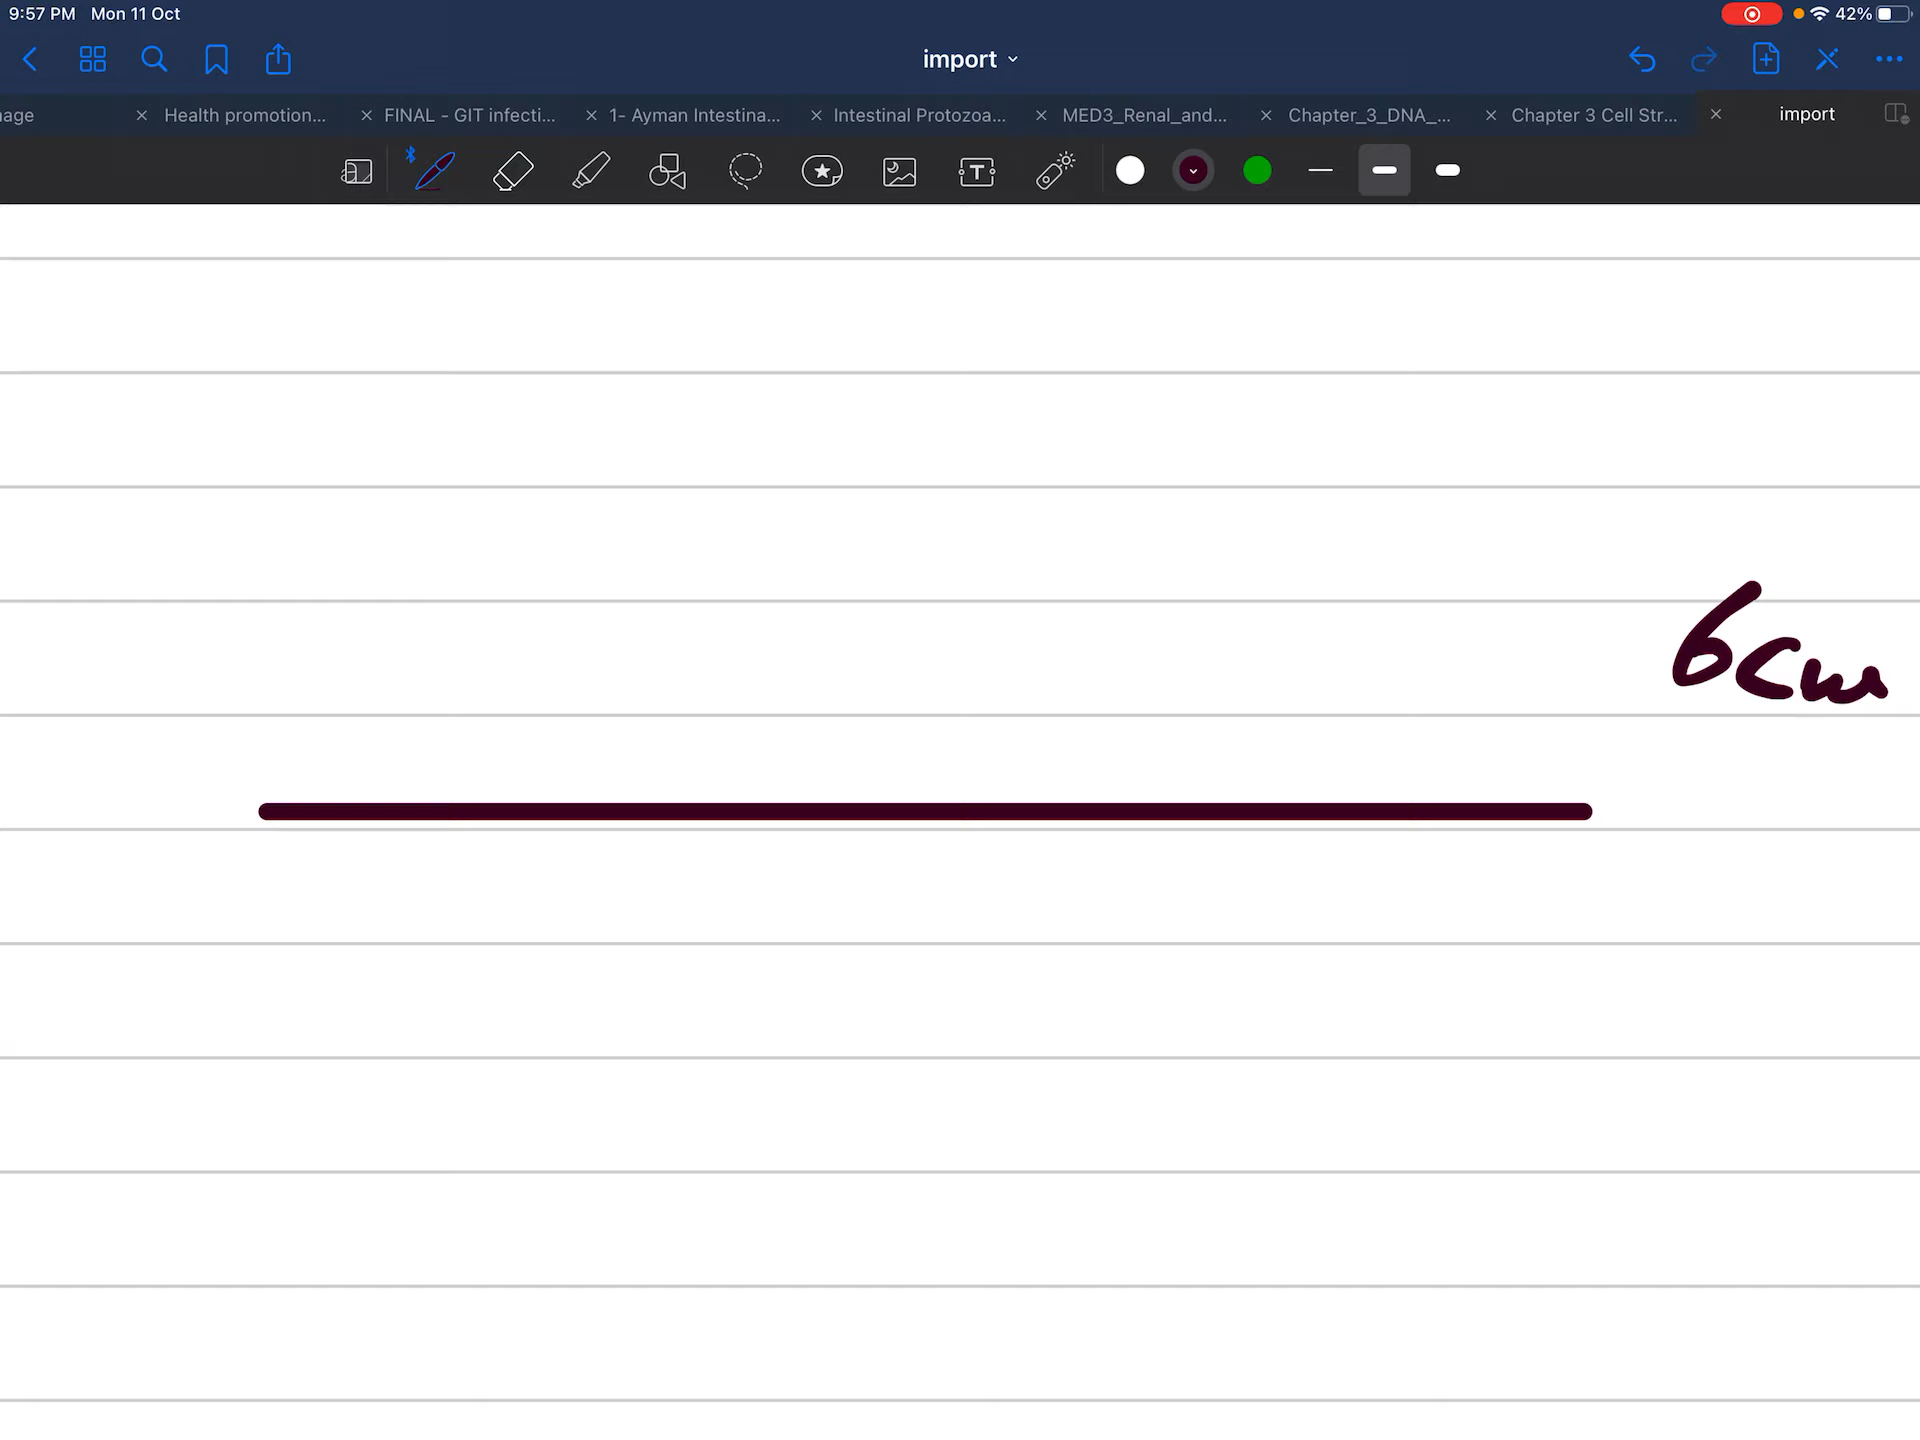 9:57 PM Mon 11 Oct 42%
import
age Health promotion... FINAL - GIT infecti... 1- Ayman Intestina... Intestinal Protozoa... MED3_Renal_and... Chapter_3_DNA_... Chapter 3 Cell Str... import
T
6cm